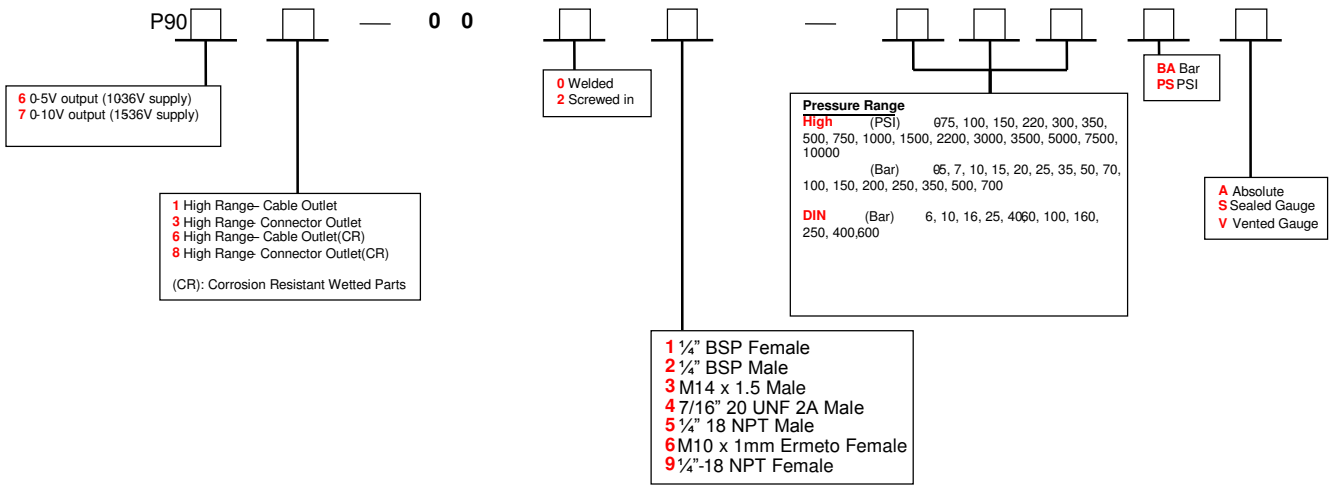 P90 — 0 0 —
6 0-5V output (1036V supply)
7 0-10V output (1536V supply)
0 Welded
2 Screwed in
BA Bar
PS PSI
Pressure Range
High (PSI) 075, 100, 150, 220, 300, 350,
500, 750, 1000, 1500, 2200, 3000, 3500, 5000, 7500,
10000
(Bar) 05, 7, 10, 15, 20, 25, 35, 50, 70,
100, 150, 200, 250, 350, 500, 700
DIN (Bar) 6, 10, 16, 25, 4060, 100, 160,
250, 400,600
A Absolute
S Sealed Gauge
V Vented Gauge
1 High Range– Cable Outlet
3 High Range- Connector Outlet
6 High Range– Cable Outlet(CR)
8 High Range- Connector Outlet(CR)
(CR): Corrosion Resistant Wetted Parts
1 ¼” BSP Female
2 ¼” BSP Male
3 M14 x 1.5 Male
4 7/16” 20 UNF 2A Male
5 ¼” 18 NPT Male
6 M10 x 1mm Ermeto Female
9 ¼”-18 NPT Female